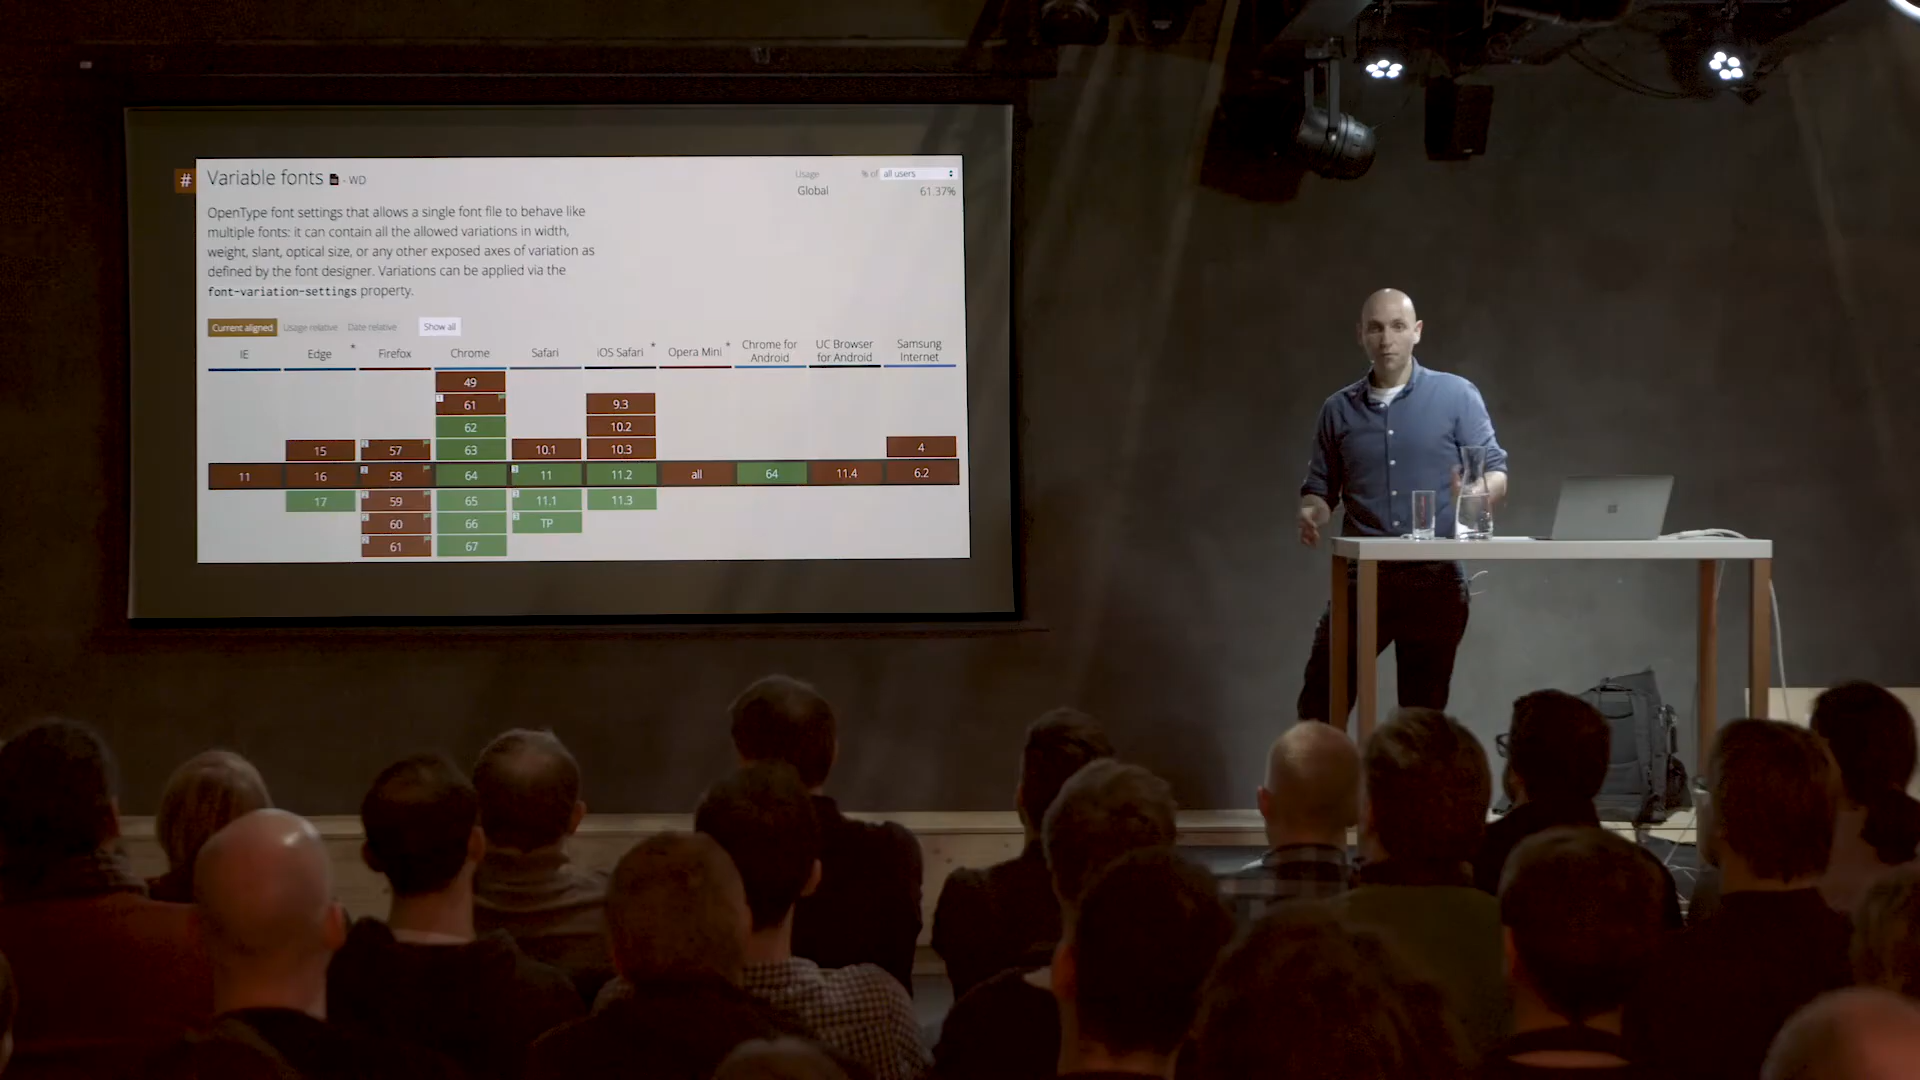 # Variable fonts - WD
Usage % of all users
Global 61.37%
OpenType font settings that allows a single font file to behave like
multiple fonts: it can contain all the allowed variations in width,
weight, slant, optical size, or any other exposed axes of variation as
defined by the font designer. Variations can be applied via the
font-variation-settings property.
Current aligned Usage relative Date relative Show all
IE Edge * Firefox Chrome Safari iOS Safari * Opera Mini * Chrome for Android UC Browser for Android Samsung Internet
49
61 9.3
62 10.2
15 57 63 10.1 10.3 4
11 16 58 64 11 11.2 all 64 11.4 6.2
17 59 65 11.1 11.3
60 66 TP
61 67